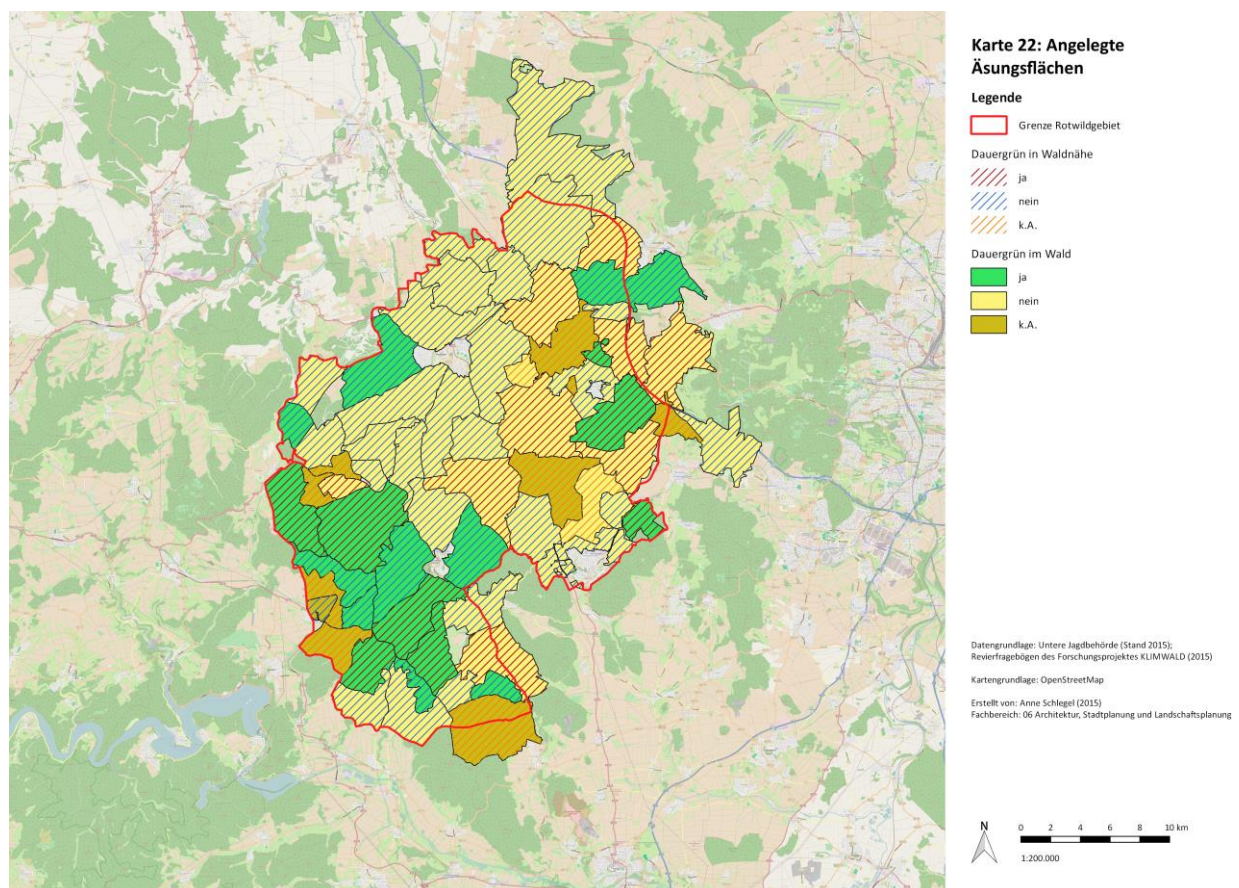 Karte 22: Angelegte
Äsungsflächen
Legende
Grenze Rotwildgebiet
Dauergrün in Waldnähe
ja
nein
k.A.
Dauergrün im Wald
ja
nein
k.A.
Datengrundlage: Untere Jagdbehörde (Stand 2015);
Revierfragebögen des Forschungsprojektes KLIMWALD (2015)
Kartengrundlage: OpenStreetMap
Erstellt von: Anne Schlegel (2015)
Fachbereich: 06 Architektur, Stadtplanung und Landschaftsplanung
N
0 2 4 6 8 10 km
1:200.000